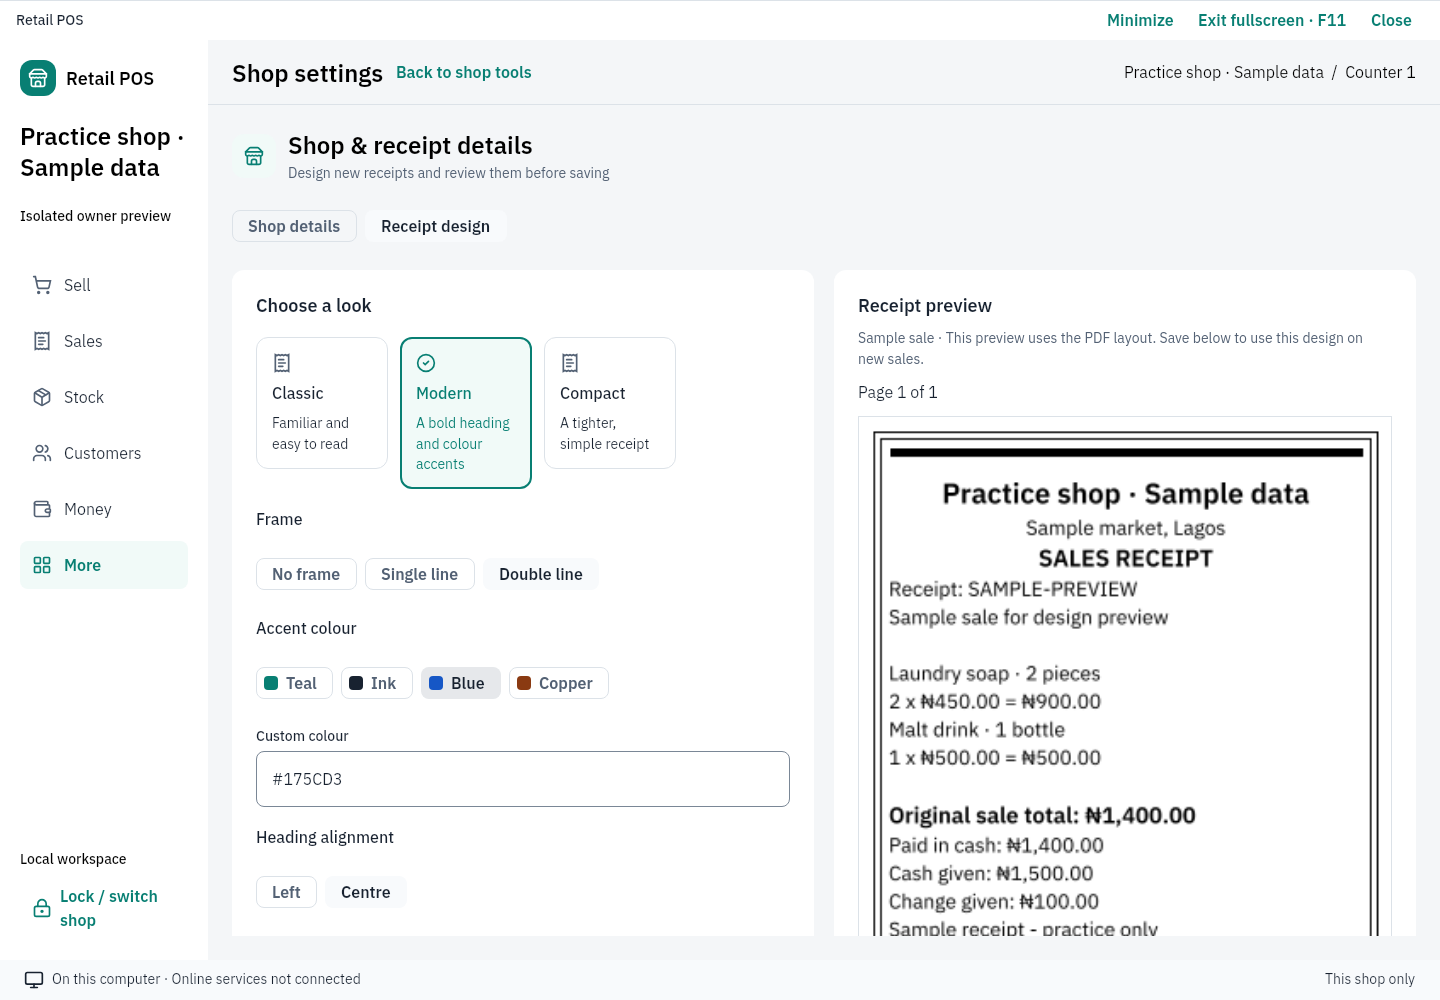 Retail POS
Minimize
Exit fullscreen · F11
Close
Retail POS
Practice shop ·
Sample data
Isolated owner preview
Sell
Sales
Stock
Customers
Money
More
Local workspace
Lock / switch
shop
Shop settings
Back to shop tools
Practice shop · Sample data / Counter 1
Shop & receipt details
Design new receipts and review them before saving
Shop details
Receipt design
Choose a look
Classic
Familiar and
easy to read
Modern
A bold heading
and colour
accents
Compact
A tighter,
simple receipt
Frame
No frame
Single line
Double line
Accent colour
Teal
Ink
Blue
Copper
Custom colour
#175CD3
Heading alignment
Left
Centre
Receipt preview
Sample sale · This preview uses the PDF layout. Save below to use this design on
new sales.
Page 1 of 1
Practice shop · Sample data
Sample market, Lagos
SALES RECEIPT
Receipt: SAMPLE-PREVIEW
Sample sale for design preview
Laundry soap · 2 pieces
2 x ₦450.00 = ₦900.00
Malt drink · 1 bottle
1 x ₦500.00 = ₦500.00
Original sale total: ₦1,400.00
Paid in cash: ₦1,400.00
Cash given: ₦1,500.00
Change given: ₦100.00
Sample receipt - practice only
On this computer · Online services not connected
This shop only